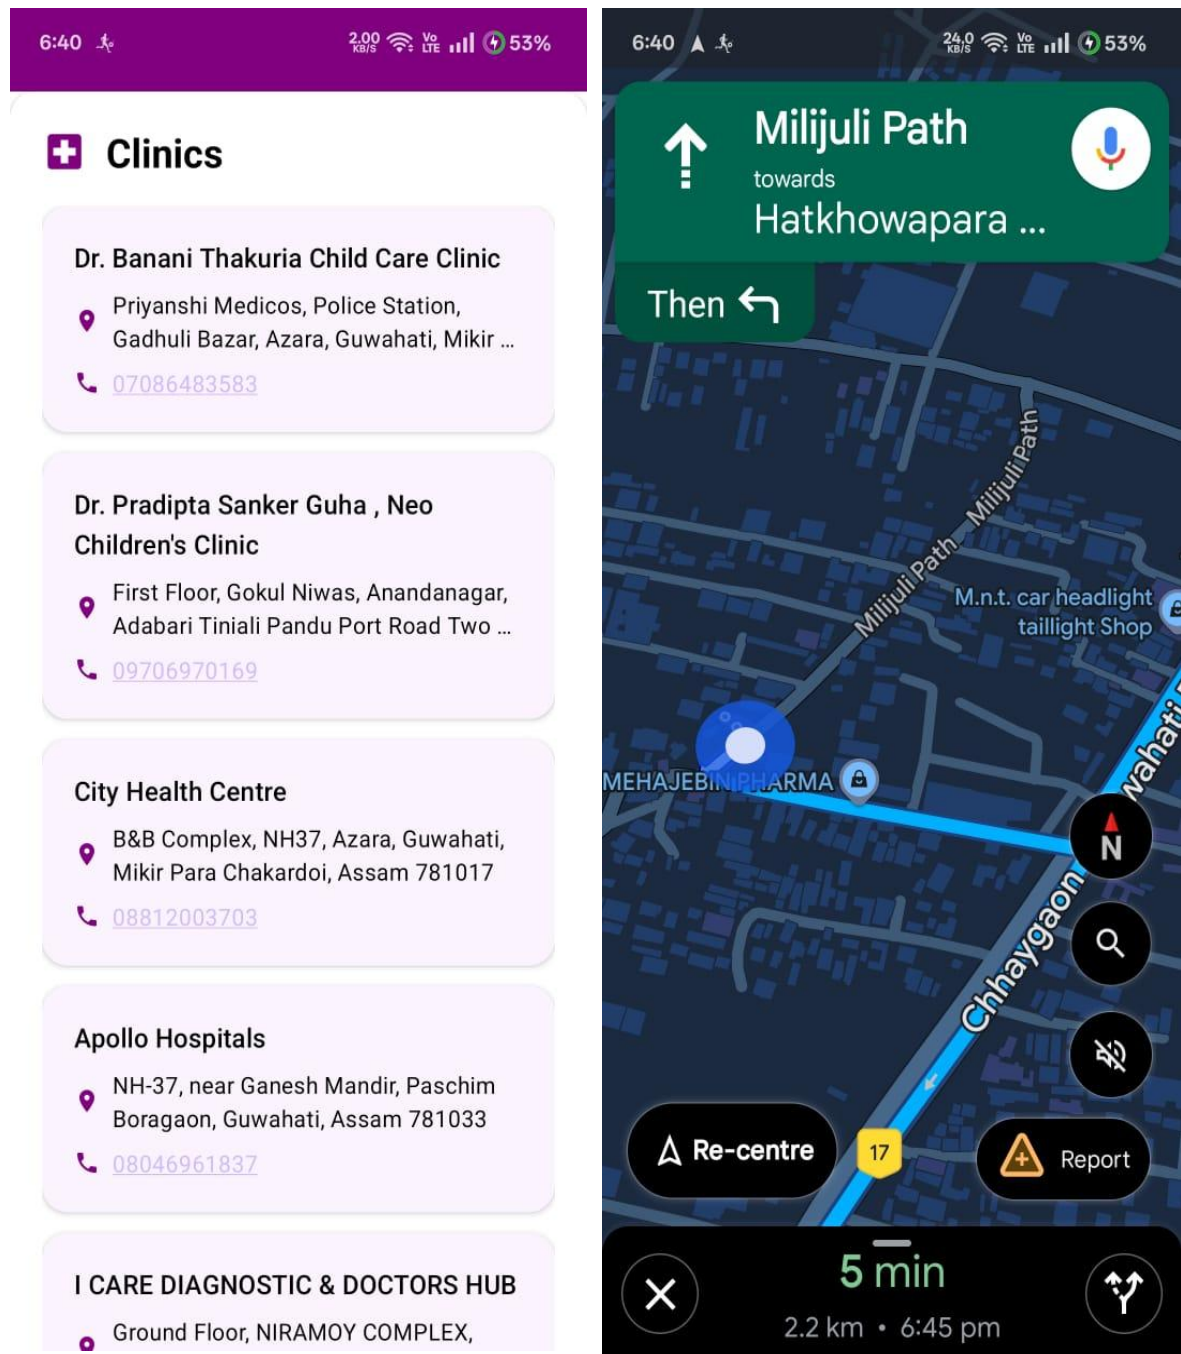 6:40
2.00 KB/S
Vo LTE
53%
Clinics
Dr. Banani Thakuria Child Care Clinic
Priyanshi Medicos, Police Station,
Gadhuli Bazar, Azara, Guwahati, Mikir ...
07086483583
Dr. Pradipta Sanker Guha , Neo
Children's Clinic
First Floor, Gokul Niwas, Anandanagar,
Adabari Tiniali Pandu Port Road Two ...
09706970169
City Health Centre
B&B Complex, NH37, Azara, Guwahati,
Mikir Para Chakardoi, Assam 781017
08812003703
Apollo Hospitals
NH-37, near Ganesh Mandir, Paschim
Boragaon, Guwahati, Assam 781033
08046961837
I CARE DIAGNOSTIC & DOCTORS HUB
Ground Floor, NIRAMOY COMPLEX,
6:40
24.0 KB/S
Vo LTE
53%
Milijuli Path
towards
Hatkhowapara ...
Then
Milijuli Path
Milijuli Path
M.n.t. car headlight
taillight Shop
MEHAJEBIN PHARMA
wahati
N
Chhaygaon
Re-centre
17
Report
5 min
2.2 km • 6:45 pm